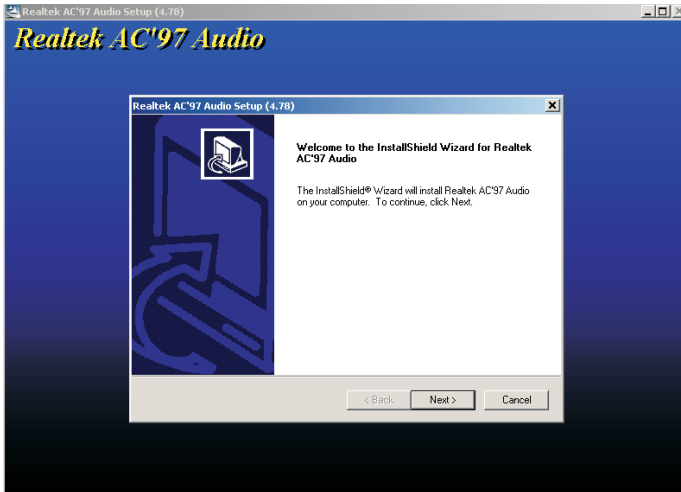 Realtek AC'97 Audio Setup (4.78)
Realtek AC'97 Audio
Realtek AC'97 Audio Setup (4.78)
Welcome to the InstallShield Wizard for Realtek
AC'97 Audio
The InstallShield® Wizard will install Realtek AC'97 Audio
on your computer. To continue, click Next.
< Back
Next >
Cancel